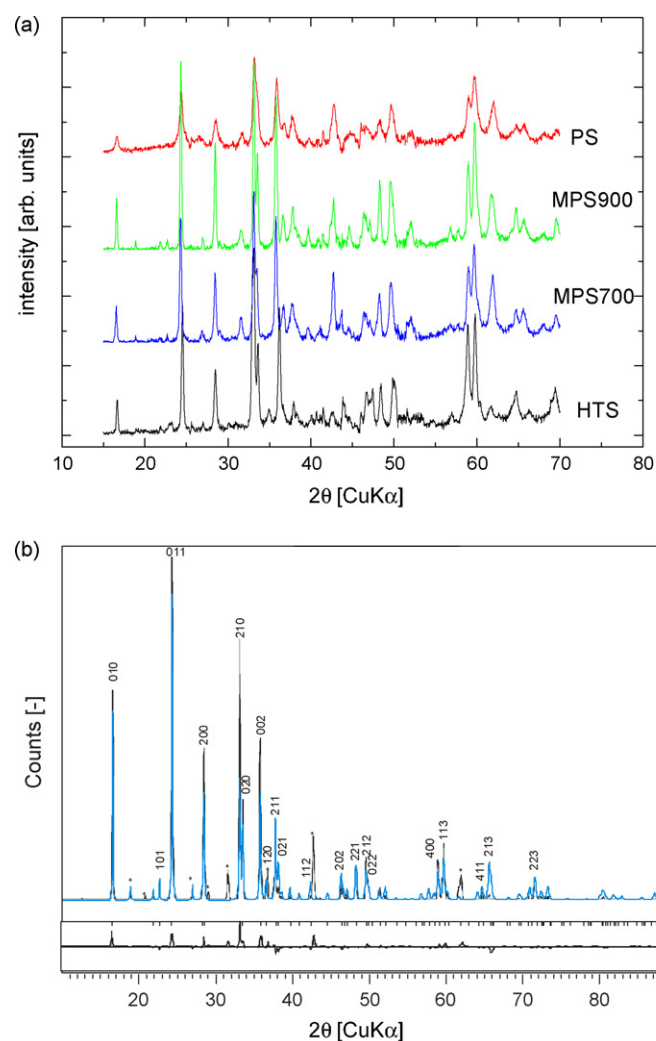 (a)
intensity [arb. units]
PS
MPS900
MPS700
HTS
10 20 30 40 50 60 70 80
2θ [CuKα]
(b)
Counts [-]
010
*
*
101
011
*
200
*
*
210
020
002
120
211
021
112
*
202
221
212
022
400
113
*
411
213
223
10 20 30 40 50 60 70 80
2θ [CuKα]